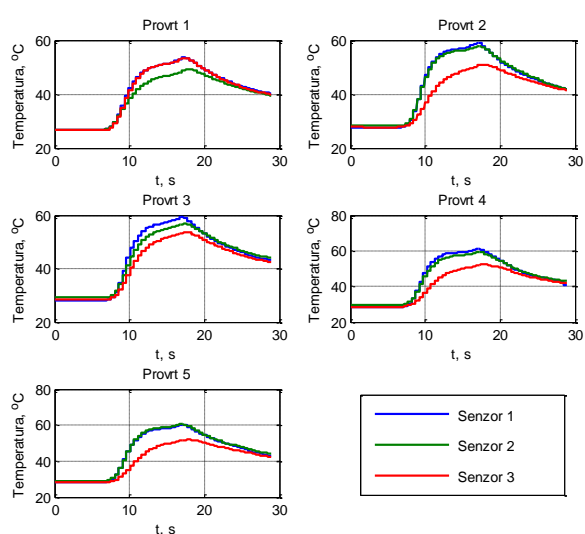 Provrt 1
Temperatura, °C
60
40
20
0 10 20 30
t, s
Provrt 2
Temperatura, °C
60
40
20
0 10 20 30
t, s
Provrt 3
Temperatura, °C
60
40
20
0 10 20 30
t, s
Provrt 4
Temperatura, °C
80
60
40
20
0 10 20 30
t, s
Provrt 5
Temperatura, °C
80
60
40
20
0 10 20 30
t, s
Senzor 1
Senzor 2
Senzor 3